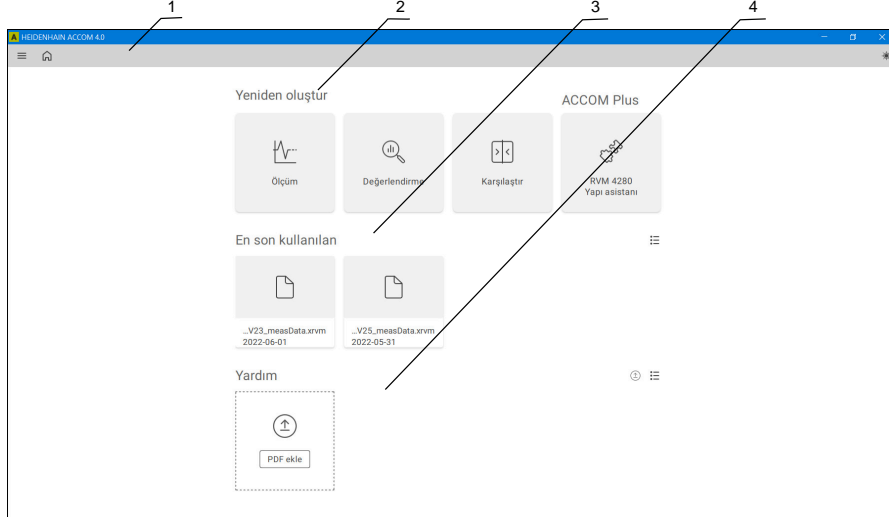 1 2 3 4
A HEIDENHAIN ACCOM 4.0
Yeniden oluştur
ACCOM Plus
Ölçüm
Değerlendirme
Karşılaştır
RVM 4280
Yapı asistanı
En son kullanılan
...V23_measData.xrvm
2022-06-01
...V25_measData.xrvm
2022-05-31
Yardım
PDF ekle